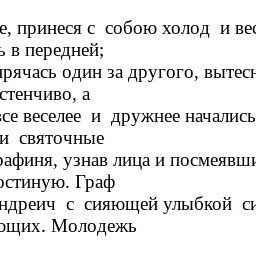 е, принеся с собою холод и вес
ь в передней;
прячась один за другого, вытесн
стенчиво, а
все веселее и дружнее начались
и святочные
рафиня, узнав лица и посмеявши
остиную. Граф
ндреич с сияющей улыбкой си
ющих. Молодежь